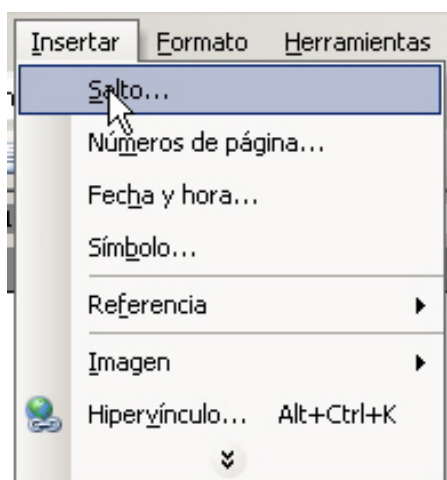 Insertar Formato Herramientas
Salto...
Números de página...
Fecha y hora...
Símbolo...
Referencia
Imagen
Hipervínculo... Alt+Ctrl+K